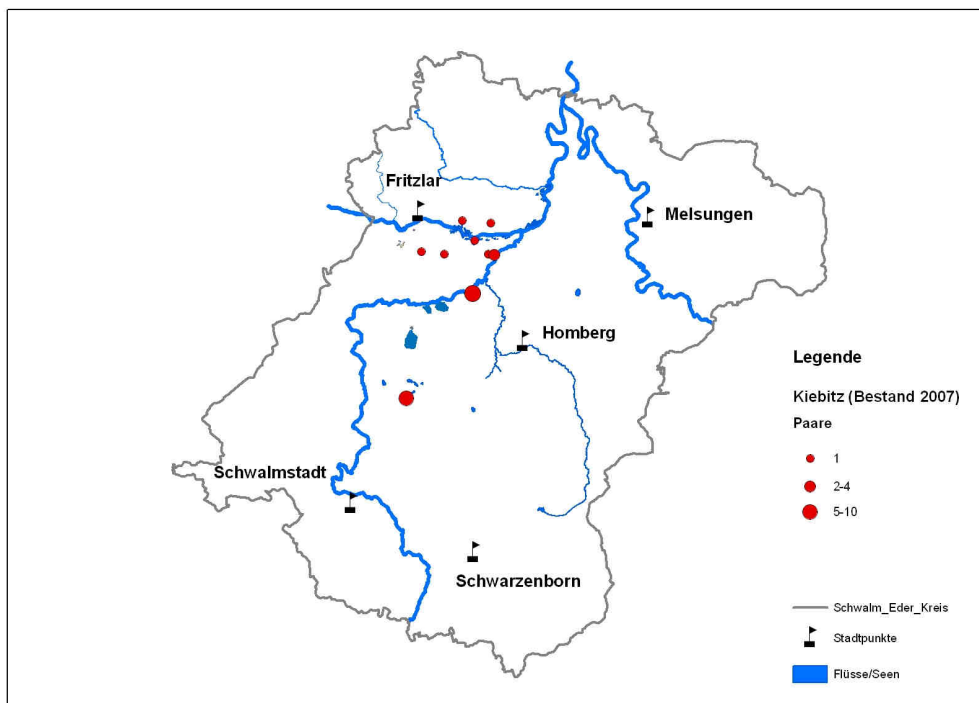 Fritzlar
Melsungen
Homberg
Schwalmstadt
Schwarzenborn
Legende
Kiebitz (Bestand 2007)
Paare
1
2-4
5-10
Schwalm_Eder_Kreis
Stadtpunkte
Flüsse/Seen